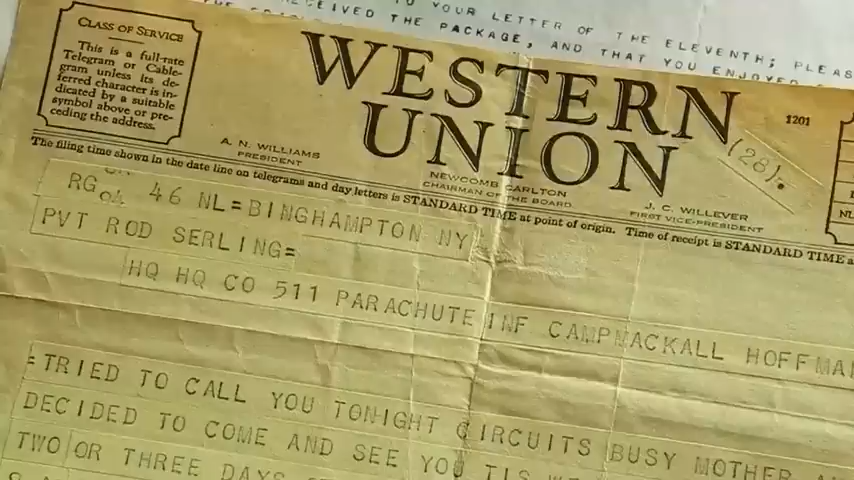 YOUR LETTER OF THE ELEVENTH; PLEAS
RECEIVED THE PACKAGE, AND THAT YOU ENJOYED
CLASS OF SERVICE
This is a full-rate
Telegram or Cable-
gram unless its de-
ferred character is in-
dicated by a suitable
symbol above or pre-
ceding the address.
WESTERN
UNION
1201
(28).
A. N. WILLIAMS
PRESIDENT
NEWCOMB CARLTON
CHAIRMAN OF THE BOARD
J. C. WILLEVER
FIRST VICE-PRESIDENT
NL
The filing time shown in the date line on telegrams and day letters is STANDARD TIME at point of origin. Time of receipt is STANDARD TIME a
RG 46 NL=BINGHAMPTON NY
PVT ROD SERLING=
HQ HQ CO 511 PARACHUTE INF CAMPMACKALL HOFFMAN
=TRIED TO CALL YOU TONIGHT CIRCUITS BUSY MOTHER
DECIDED TO COME AND SEE YOU TIS
TWO OR THREE DAYS